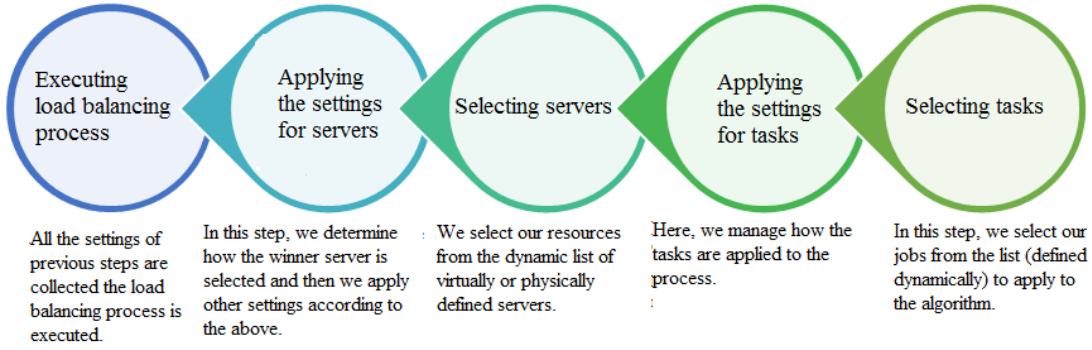 Executing
load balancing
process
Applying
the settings
for servers
Selecting servers
Applying
the settings
for tasks
Selecting tasks
All the settings of
previous steps are
collected the load
balancing process is
executed.
In this step, we determine
how the winner server is
selected and then we apply
other settings according to
the above.
: We select our resources
from the dynamic list of
virtually or physically
defined servers.
Here, we manage how the
tasks are applied to the
process.
:
In this step, we select our
jobs from the list (defined
dynamically) to apply to
the algorithm.